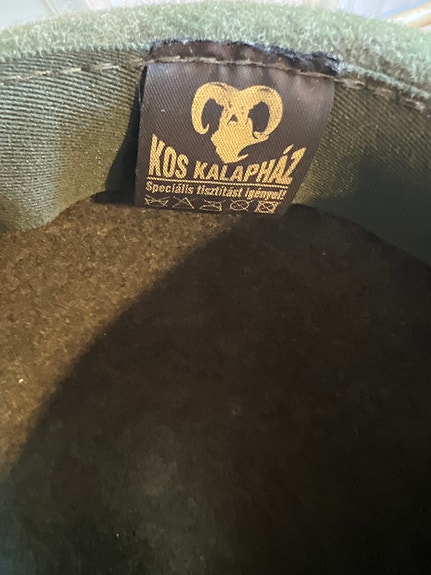 KOS KALAPHÁZ
Speciális tisztítást igényel!